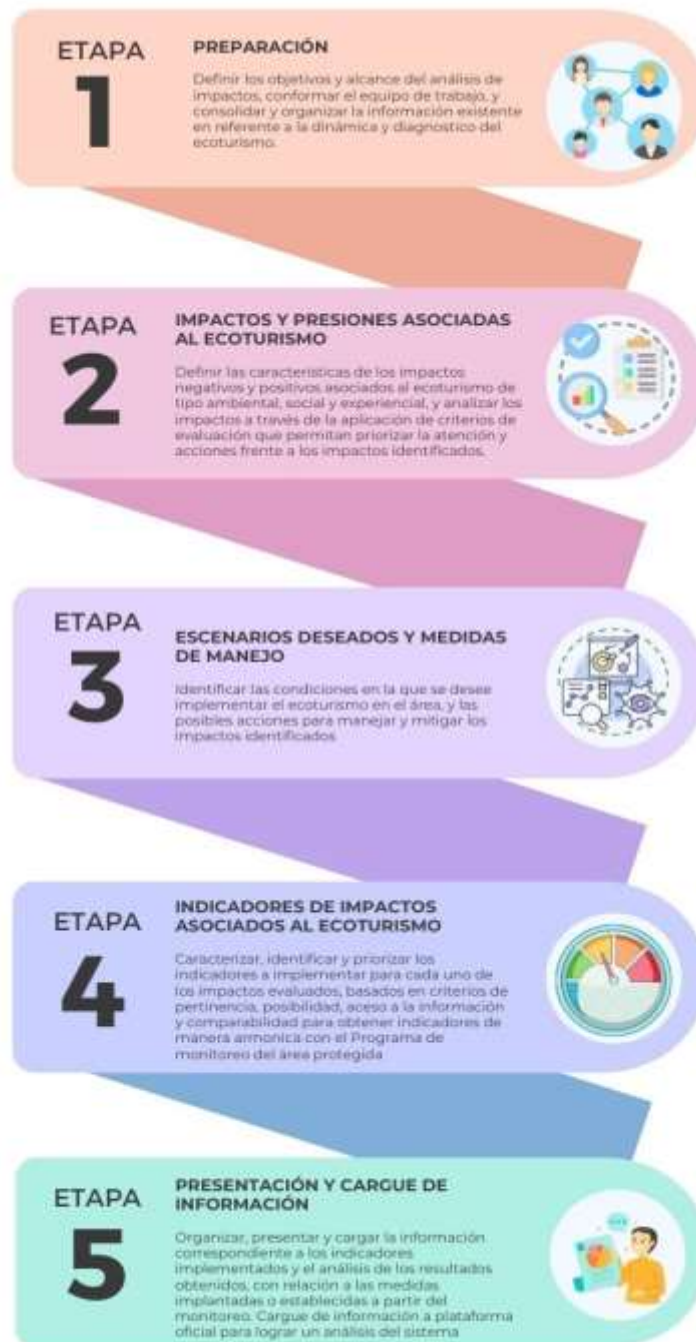 ETAPA
1
PREPARACIÓN
Definir los objetivos y alcance del análisis de
impactos, conformar el equipo de trabajo, y
consolidar y organizar la información existente
en referente a la dinámica y diagnostico del
ecoturismo.
ETAPA
2
IMPACTOS Y PRESIONES ASOCIADAS
AL ECOTURISMO
Definir las características de los impactos
negativos y positivos asociados al ecoturismo de
tipo ambiental, social y experiencial, y analizar los
impactos a través de la aplicación de criterios de
evaluación que permitan priorizar la atención y
acciones frente a los impactos identificados.
ETAPA
3
ESCENARIOS DESEADOS Y MEDIDAS
DE MANEJO
Identificar las condiciones en la que se desee
implementar el ecoturismo en el área, y las
posibles acciones para manejar y mitigar los
impactos identificados
ETAPA
4
INDICADORES DE IMPACTOS
ASOCIADOS AL ECOTURISMO
Caracterizar, identificar y priorizar los
indicadores a implementar para cada uno de
los impactos evaluados, basados en criterios de
pertinencia, posibilidad, aceso a la información
y comparabilidad para obtener indicadores de
manera armonica con el Programa de
monitoreo del área protegida
ETAPA
5
PRESENTACIÓN Y CARGUE DE
INFORMACIÓN
Organizar, presentar y cargar la información
correspondiente a los indicadores
implementados y el análisis de los resultados
obtenidos, con relación a las medidas
implantadas o establecidas a partir del
monitoreo. Cargue de información a plataforma
oficial para lograr un análisis del sistema